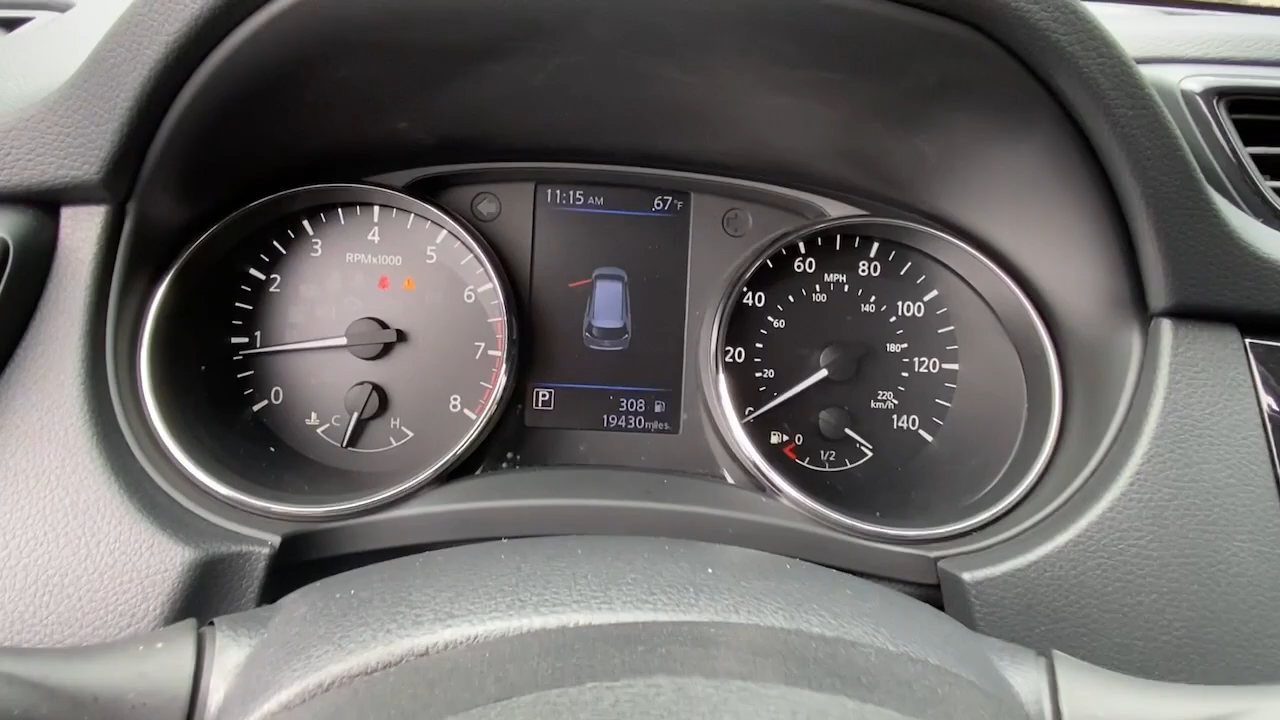 11:15 AM 67°F
P 308
19430 miles
RPMx1000
0 1 2 3 4 5 6 7 8
C H
MPH
20 40 60 80 100 120 140
20 60 100 140 180 220
km/h
0 1/2